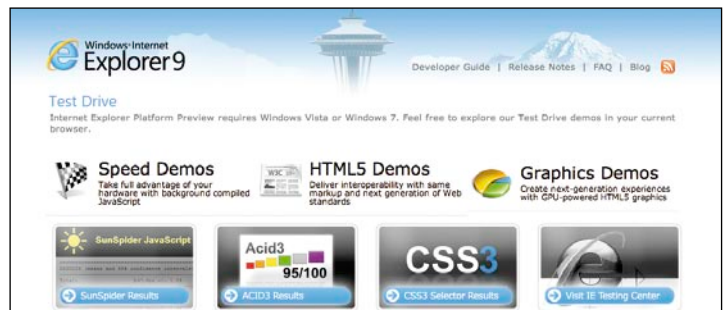 Windows Internet
Explorer 9
Developer Guide | Release Notes | FAQ | Blog
Test Drive
Internet Explorer Platform Preview requires Windows Vista or Windows 7. Feel free to explore our Test Drive demos in your current
browser.
Speed Demos
Take full advantage of your
hardware with background compiled
JavaScript
W3C
HTML5 Demos
Deliver interoperability with same
markup and next generation of Web
standards
Graphics Demos
Create next-generation experiences
with GPU-powered HTML5 graphics
SunSpider JavaScript
SunSpider Results
Acid3
95/100
ACID3 Results
CSS3
CSS3 Selector Results
Visit IE Testing Center